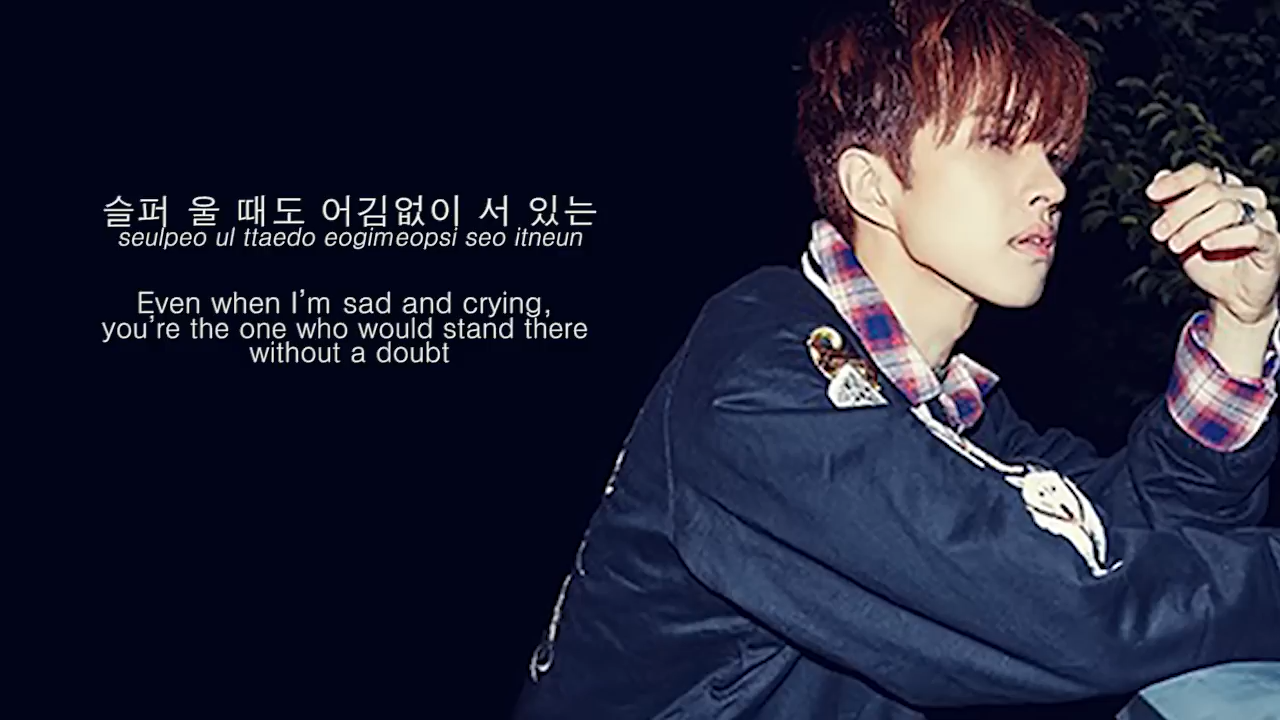 슬퍼 울 때도 어김없이 서 있는
seulpeo ul ttaedo eogimeopsi seo itneun
Even when I’m sad and crying,
you’re the one who would stand there
without a doubt